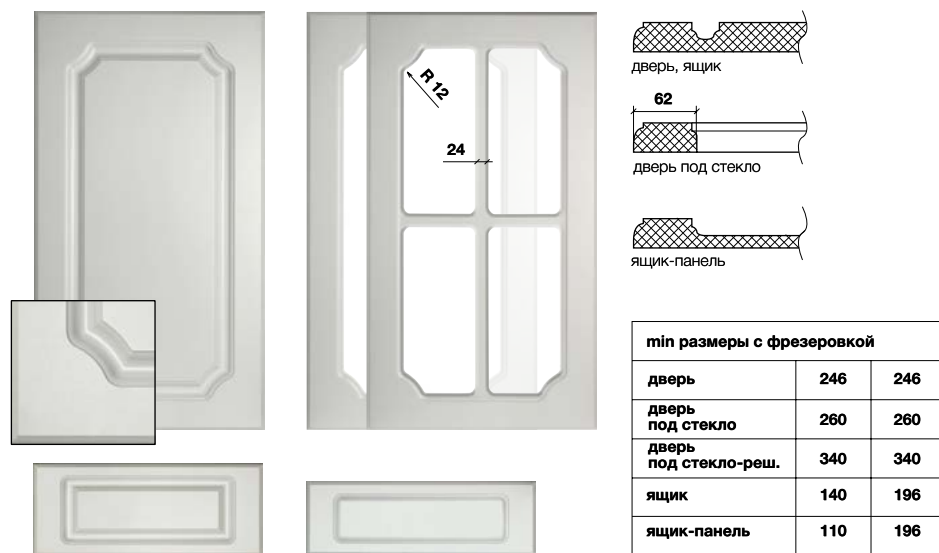 R 12
24
дверь, ящик
62
дверь под стекло
ящик-панель
min размеры с фрезеровкой
дверь 246 246
дверь
под стекло 260 260
дверь
под стекло-реш. 340 340
ящик 140 196
ящик-панель 110 196